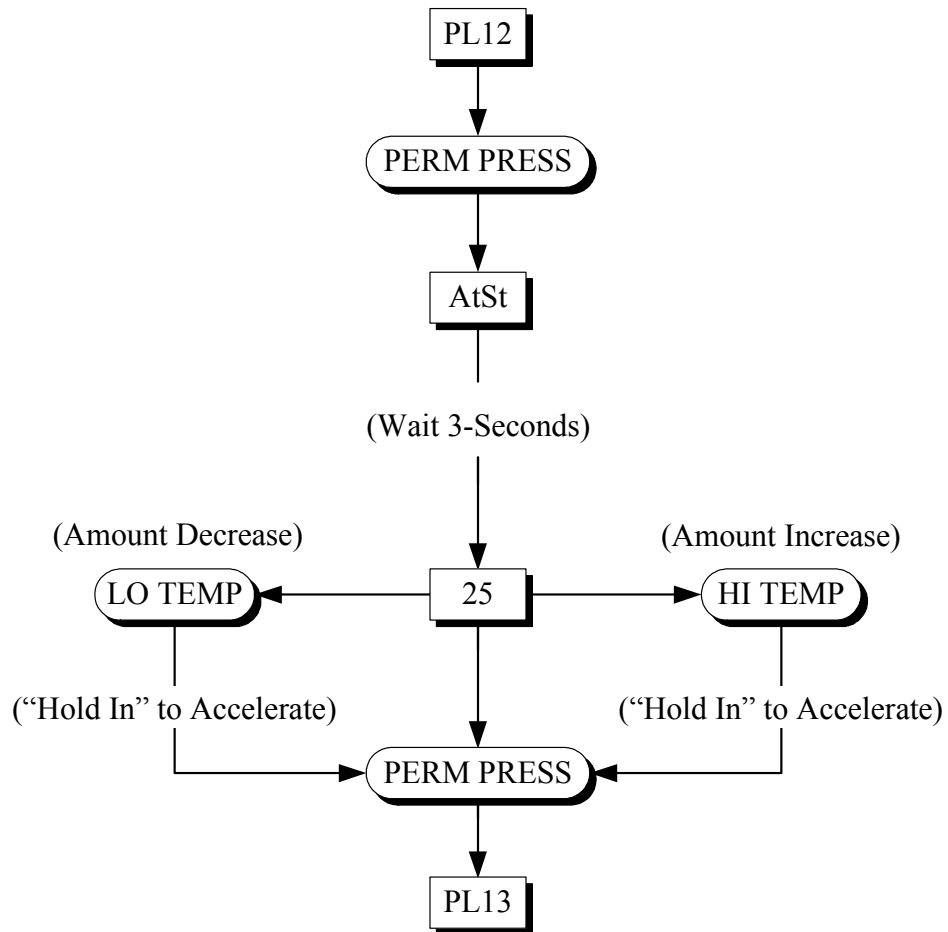 PL12
PERM PRESS
AtSt
(Wait 3-Seconds)
(Amount Decrease)
(Amount Increase)
LO TEMP
25
HI TEMP
(“Hold In” to Accelerate)
(“Hold In” to Accelerate)
PERM PRESS
PL13